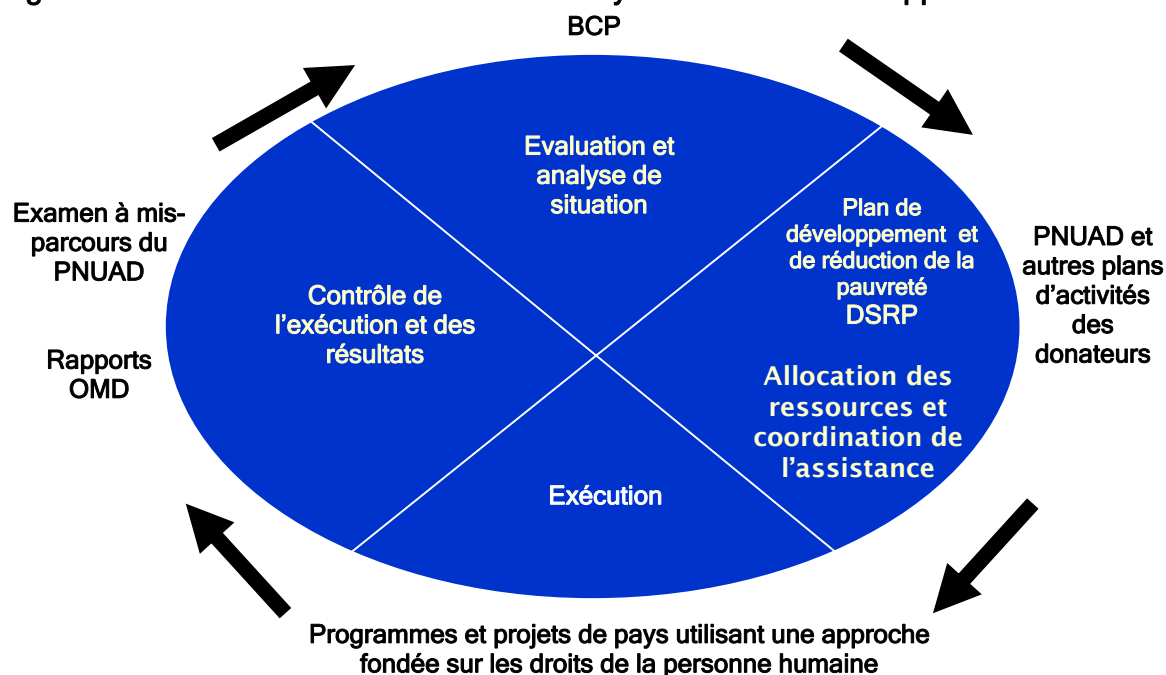 BCP
Evaluation et
analyse de
situation
Plan de
développement et
de réduction de la
pauvreté
DSRP
Allocation des
ressources et
coordination de
l'assistance
PNUAD et
autres plans
d'activités
des
donateurs
Exécution
Programmes et projets de pays utilisant une approche
fondée sur les droits de la personne humaine
Contrôle de
l'exécution et des
résultats
Examen à mis-
parcours du
PNUAD
Rapports
OMD